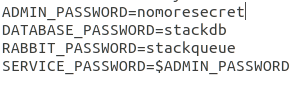 ADMIN_PASSWORD=nomoresecret
DATABASE_PASSWORD=stackdb
RABBIT_PASSWORD=stackqueue
SERVICE_PASSWORD=$ADMIN_PASSWORD